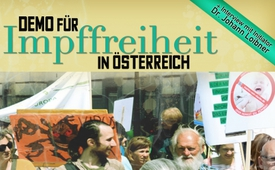 DEMO FÜR
Impffreiheit
IN ÖSTERREICH
+ Interview mit Initiator
Dr. Johann Loibner